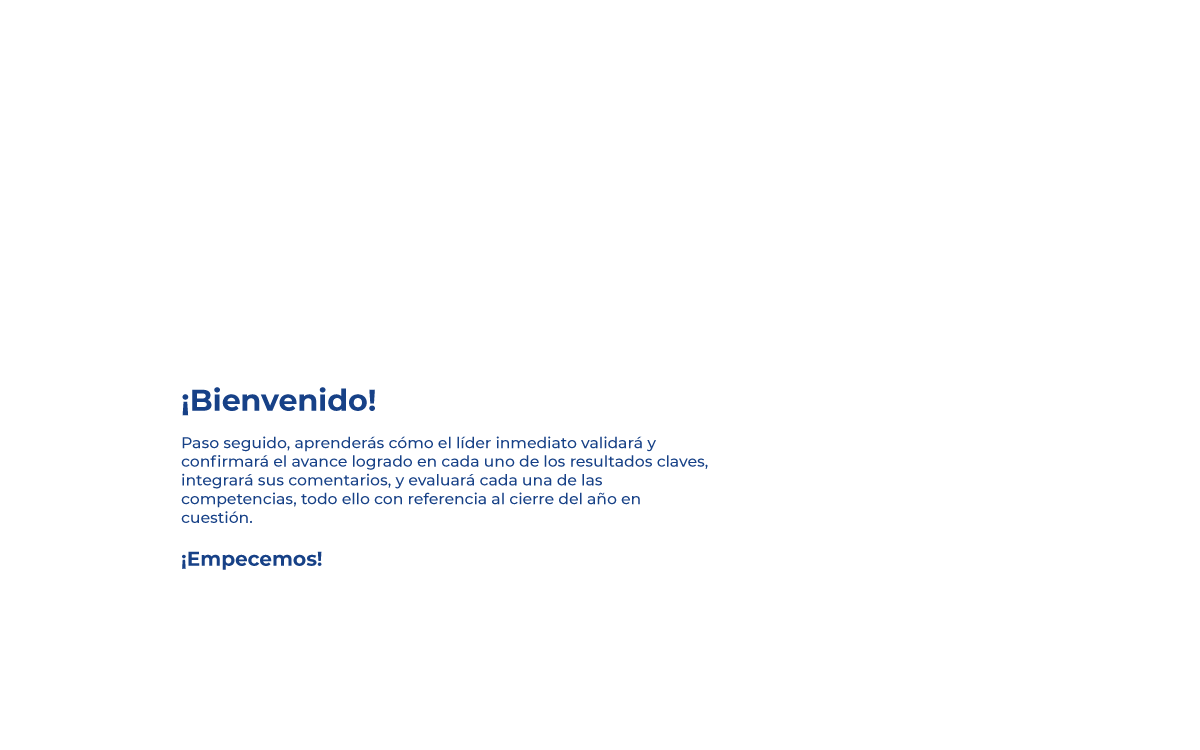 ¡Bienvenido!
Paso seguido, aprenderás cómo el líder inmediato validará y
confirmará el avance logrado en cada uno de los resultados claves,
integrará sus comentarios, y evaluará cada una de las
competencias, todo ello con referencia al cierre del año en
cuestión.
¡Empecemos!